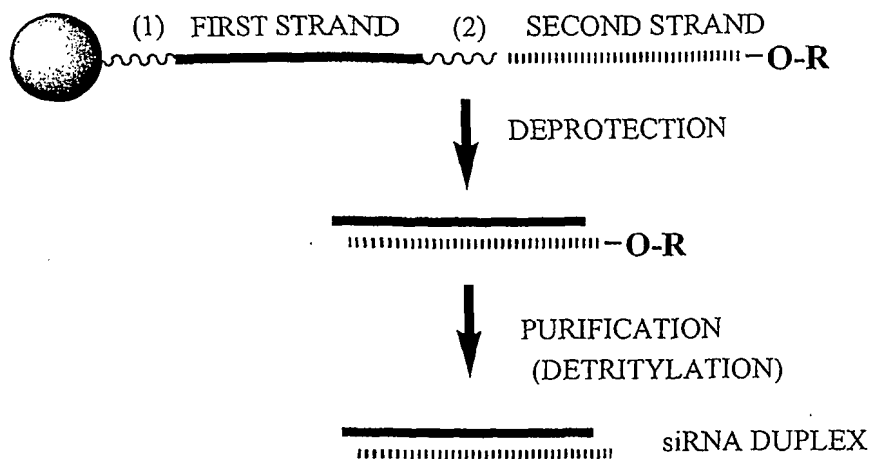 (1) FIRST STRAND (2) SECOND STRAND
-O-R
DEPROTECTION
-O-R
PURIFICATION
(DETRITYLATION)
siRNA DUPLEX